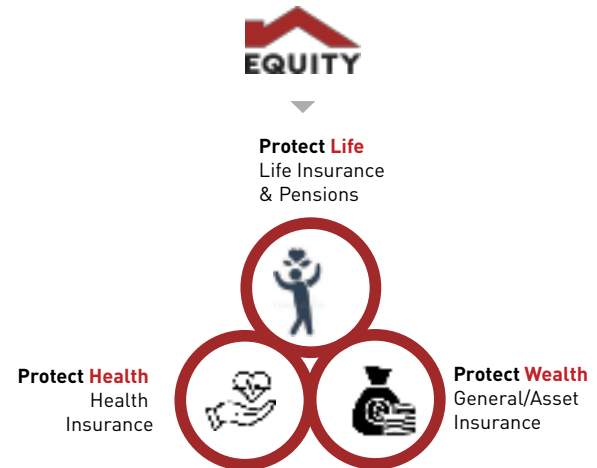 EQUITY
Protect Life
Life Insurance
& Pensions
Protect Health
Health
Insurance
Protect Wealth
General/Asset
Insurance